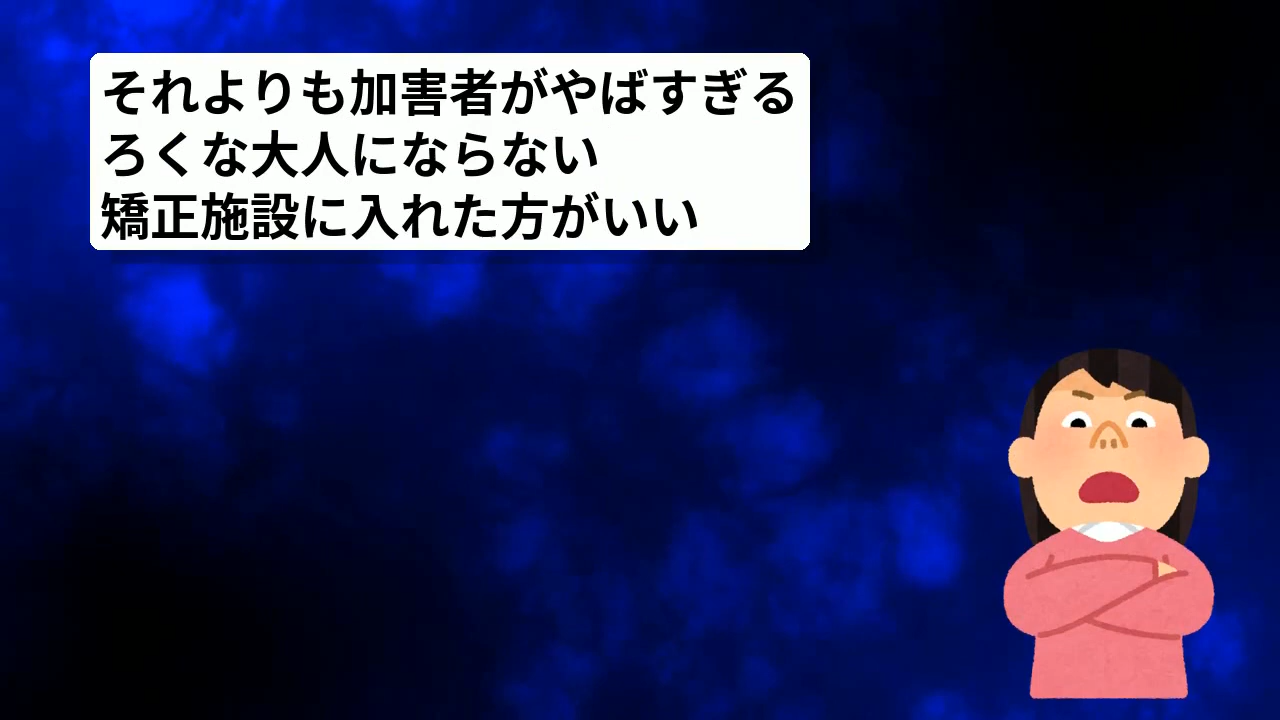 それよりも加害者がやばすぎる
ろくな大人にならない
矯正施設に入れた方がいい